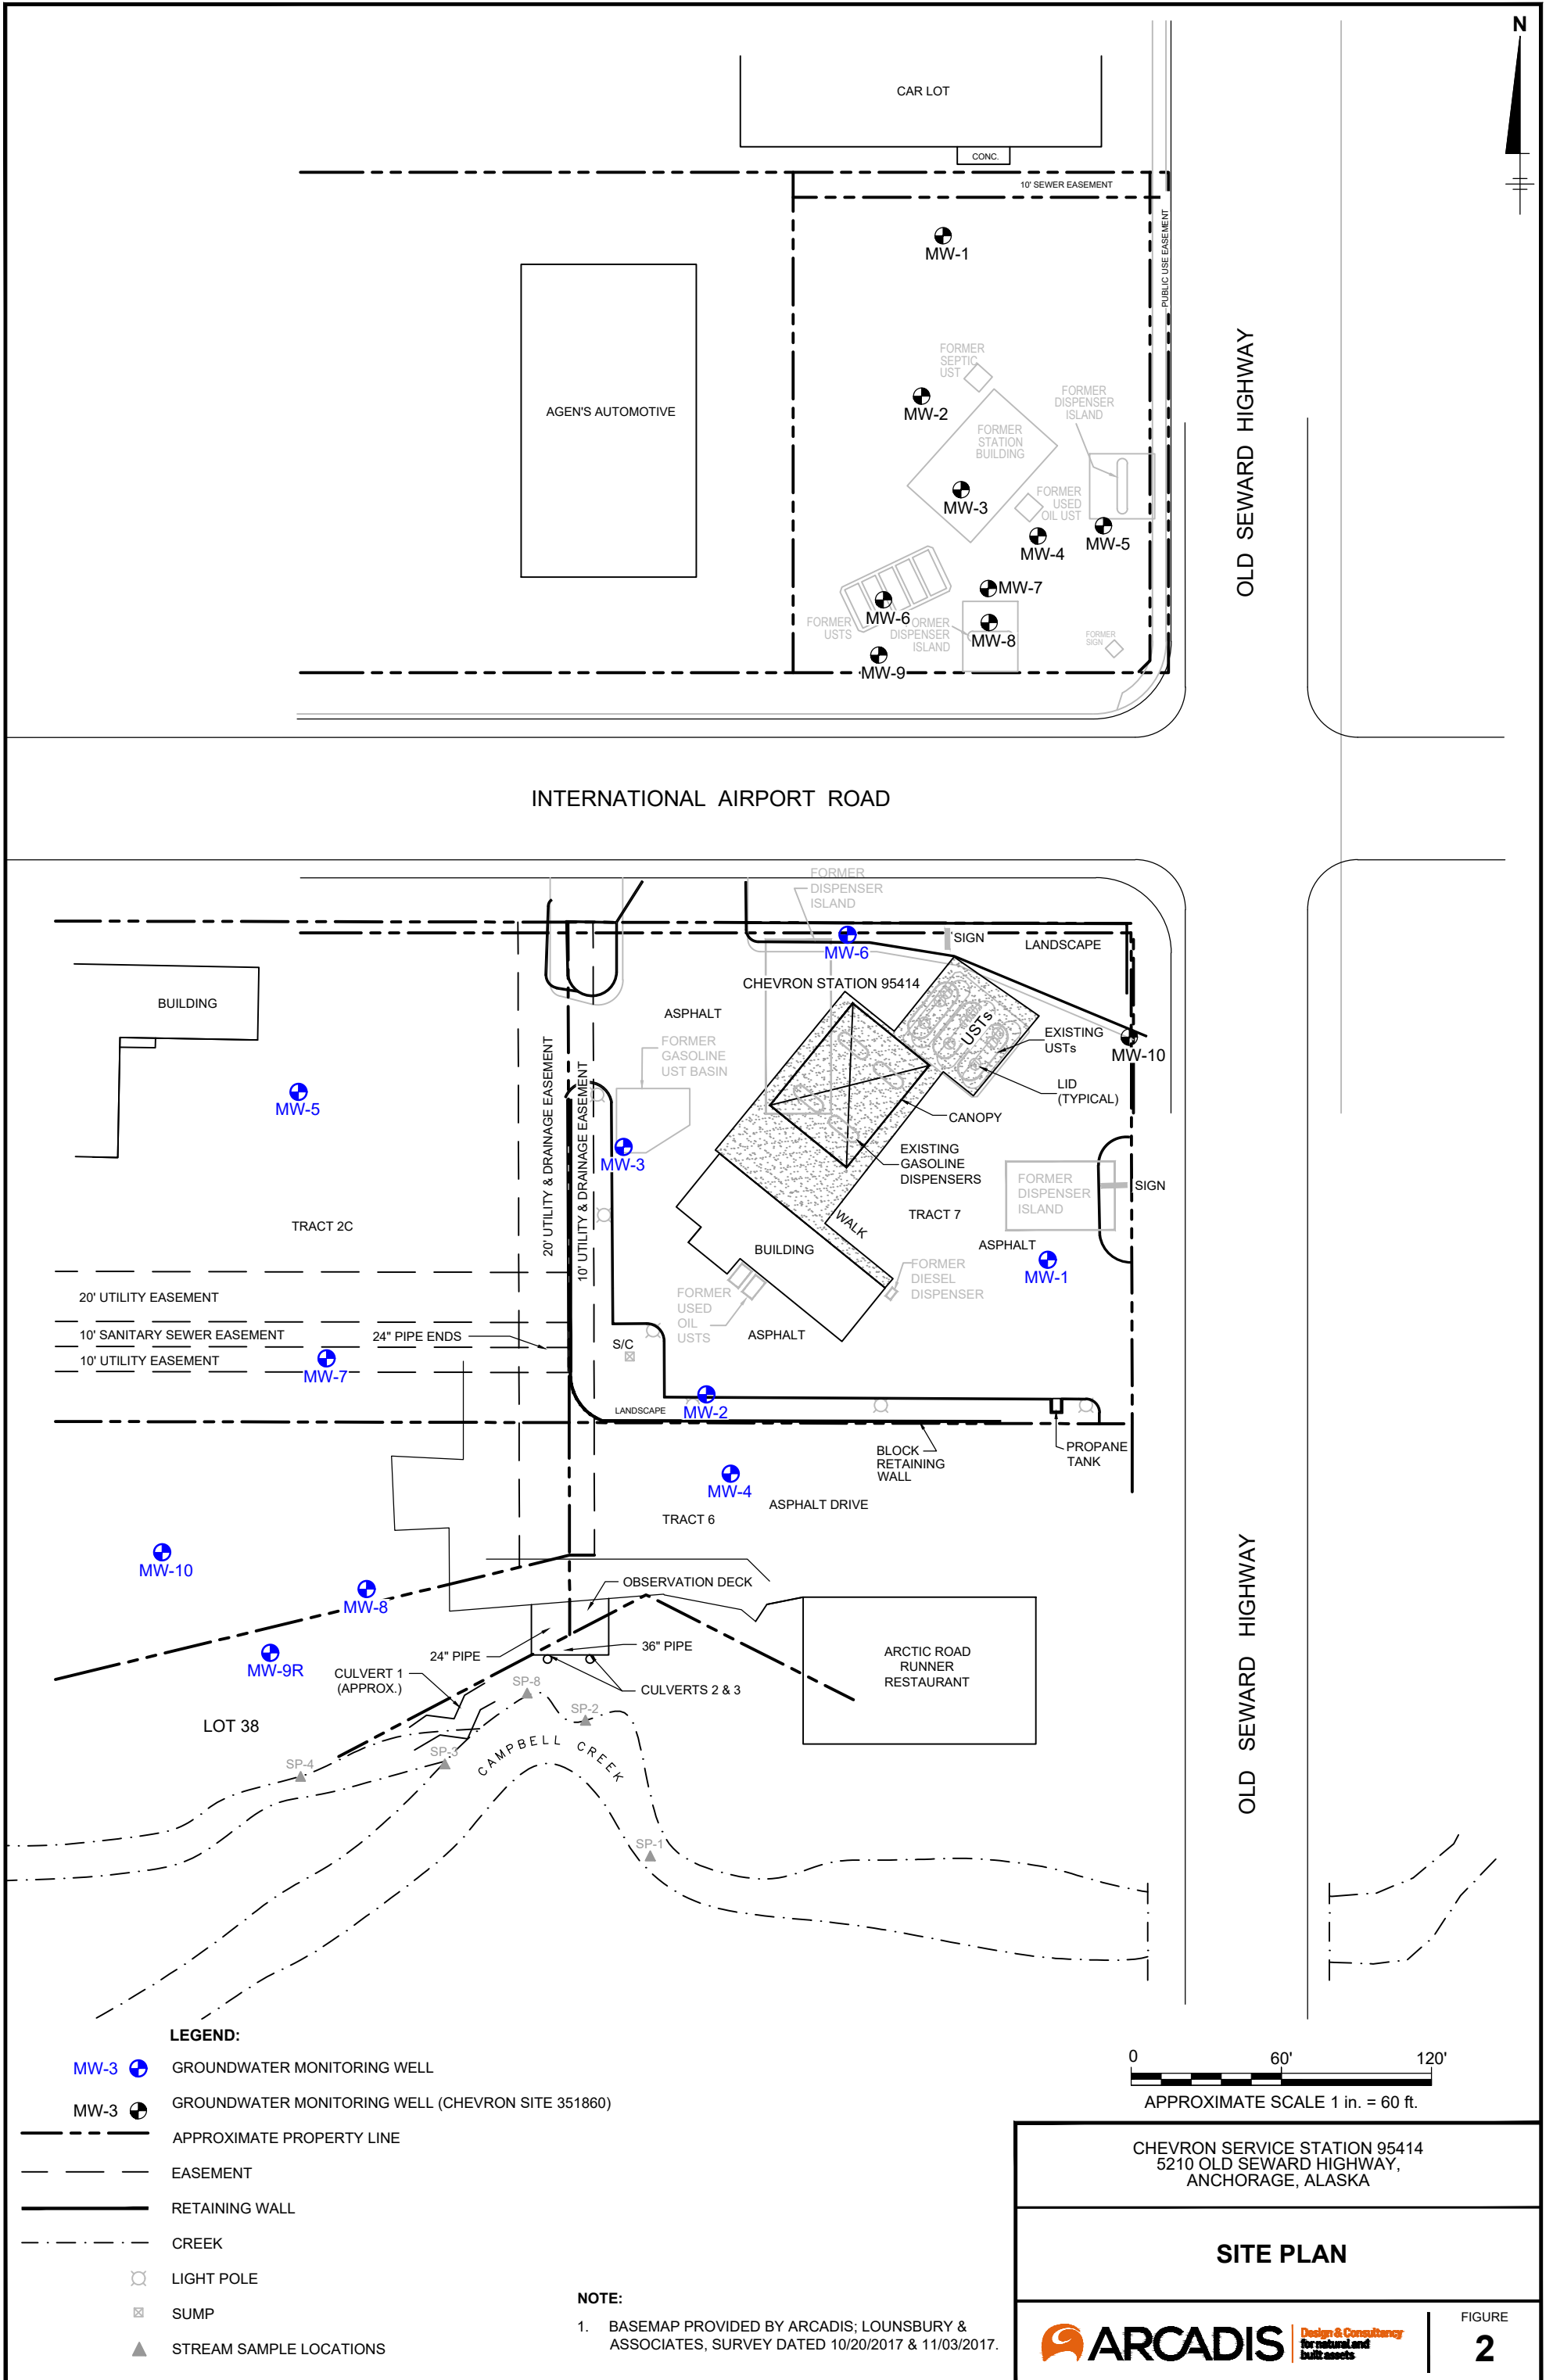 N
CAR LOT
CONC.
10' SEWER EASEMENT
PUBLIC USE EASEMENT
MW-1
OLD SEWARD HIGHWAY
FORMER
SEPTIC
UST
FORMER
DISPENSER
ISLAND
AGEN'S AUTOMOTIVE
MW-2
FORMER
STATION
BUILDING
MW-3
FORMER
USED
OIL UST
MW-4
MW-5
MW-7
MW-6
FORMER
USTS
ORMER
DISPENSER
ISLAND
MW-8
FORMER
SIGN
MW-9
INTERNATIONAL AIRPORT ROAD
FORMER
DISPENSER
ISLAND
MW-6
SIGN
LANDSCAPE
CHEVRON STATION 95414
BUILDING
ASPHALT
FORMER
GASOLINE
UST BASIN
USTs
EXISTING
USTs
MW-10
LID
(TYPICAL)
MW-5
20' UTILITY & DRAINAGE EASEMENT
10' UTILITY & DRAINAGE EASEMENT
CANOPY
MW-3
EXISTING
GASOLINE
DISPENSERS
FORMER
DISPENSER
ISLAND
SIGN
TRACT 2C
WALK
TRACT 7
BUILDING
ASPHALT
MW-1
20' UTILITY EASEMENT
FORMER
USED
OIL
USTS
FORMER
DIESEL
DISPENSER
10' SANITARY SEWER EASEMENT
24" PIPE ENDS
S/C
ASPHALT
10' UTILITY EASEMENT
MW-7
LANDSCAPE
MW-2
BLOCK
RETAINING
WALL
PROPANE
TANK
MW-4
ASPHALT DRIVE
TRACT 6
MW-10
OBSERVATION DECK
MW-8
24" PIPE
36" PIPE
ARCTIC ROAD
RUNNER
RESTAURANT
OLD SEWARD HIGHWAY
MW-9R
CULVERT 1
(APPROX.)
SP-8
CULVERTS 2 & 3
SP-2
LOT 38
CAMPBELL CREEK
SP-3
SP-4
SP-1
LEGEND:
MW-3 GROUNDWATER MONITORING WELL
MW-3 GROUNDWATER MONITORING WELL (CHEVRON SITE 351860)
APPROXIMATE PROPERTY LINE
EASEMENT
RETAINING WALL
CREEK
LIGHT POLE
SUMP
STREAM SAMPLE LOCATIONS
NOTE:
1. BASEMAP PROVIDED BY ARCADIS; LOUNSBURY &
ASSOCIATES, SURVEY DATED 10/20/2017 & 11/03/2017.
0 60' 120'
APPROXIMATE SCALE 1 in. = 60 ft.
CHEVRON SERVICE STATION 95414
5210 OLD SEWARD HIGHWAY,
ANCHORAGE, ALASKA
SITE PLAN
ARCADIS
Design & Consultancy
for natural and
built assets
FIGURE
2